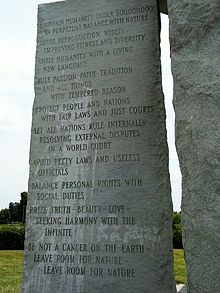 MAINTAIN HUMANITY UNDER 500,000,000
IN PERPETUAL BALANCE WITH NATURE
GUIDE REPRODUCTION WISELY
IMPROVING FITNESS AND DIVERSITY
UNITE HUMANITY WITH A LIVING
NEW LANGUAGE
RULE PASSION - FAITH - TRADITION
AND ALL THINGS
WITH TEMPERED REASON
PROTECT PEOPLE AND NATIONS
WITH FAIR LAWS AND JUST COURTS
LET ALL NATIONS RULE INTERNALLY
RESOLVING EXTERNAL DISPUTES
IN A WORLD COURT
AVOID PETTY LAWS AND USELESS
OFFICIALS
BALANCE PERSONAL RIGHTS WITH
SOCIAL DUTIES
PRIZE TRUTH - BEAUTY - LOVE
SEEKING HARMONY WITH THE
INFINITE
BE NOT A CANCER ON THE EARTH
LEAVE ROOM FOR NATURE
LEAVE ROOM FOR NATURE